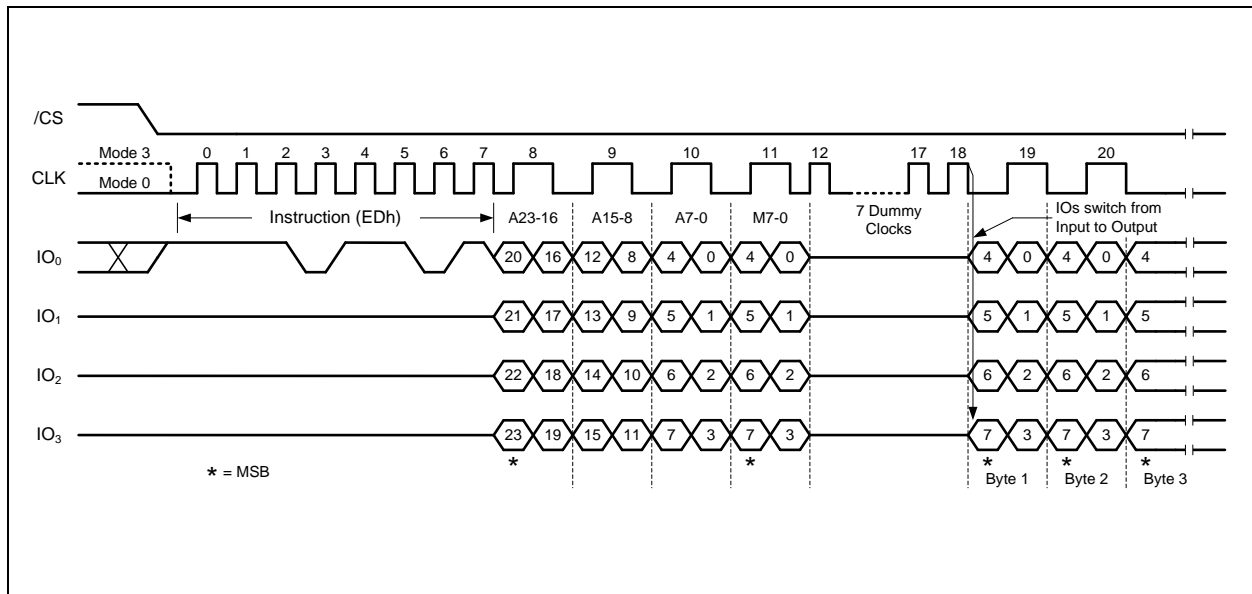 /CS
Mode 3
0 1 2 3 4 5 6 7 8 9 10 11 12 17 18 19 20
CLK
Mode 0
Instruction (EDh)
A23-16 A15-8 A7-0 M7-0
7 Dummy
Clocks
IOs switch from
Input to Output
IO₀ 20 16 12 8 4 0 4 0 4 0 4 0 4
IO₁ 21 17 13 9 5 1 5 1 5 1 5 1 5
IO₂ 22 18 14 10 6 2 6 2 6 2 6 2 6
IO₃ 23 19 15 11 7 3 7 3 7 3 7 3 7
* * * * *
* = MSB
Byte 1 Byte 2 Byte 3